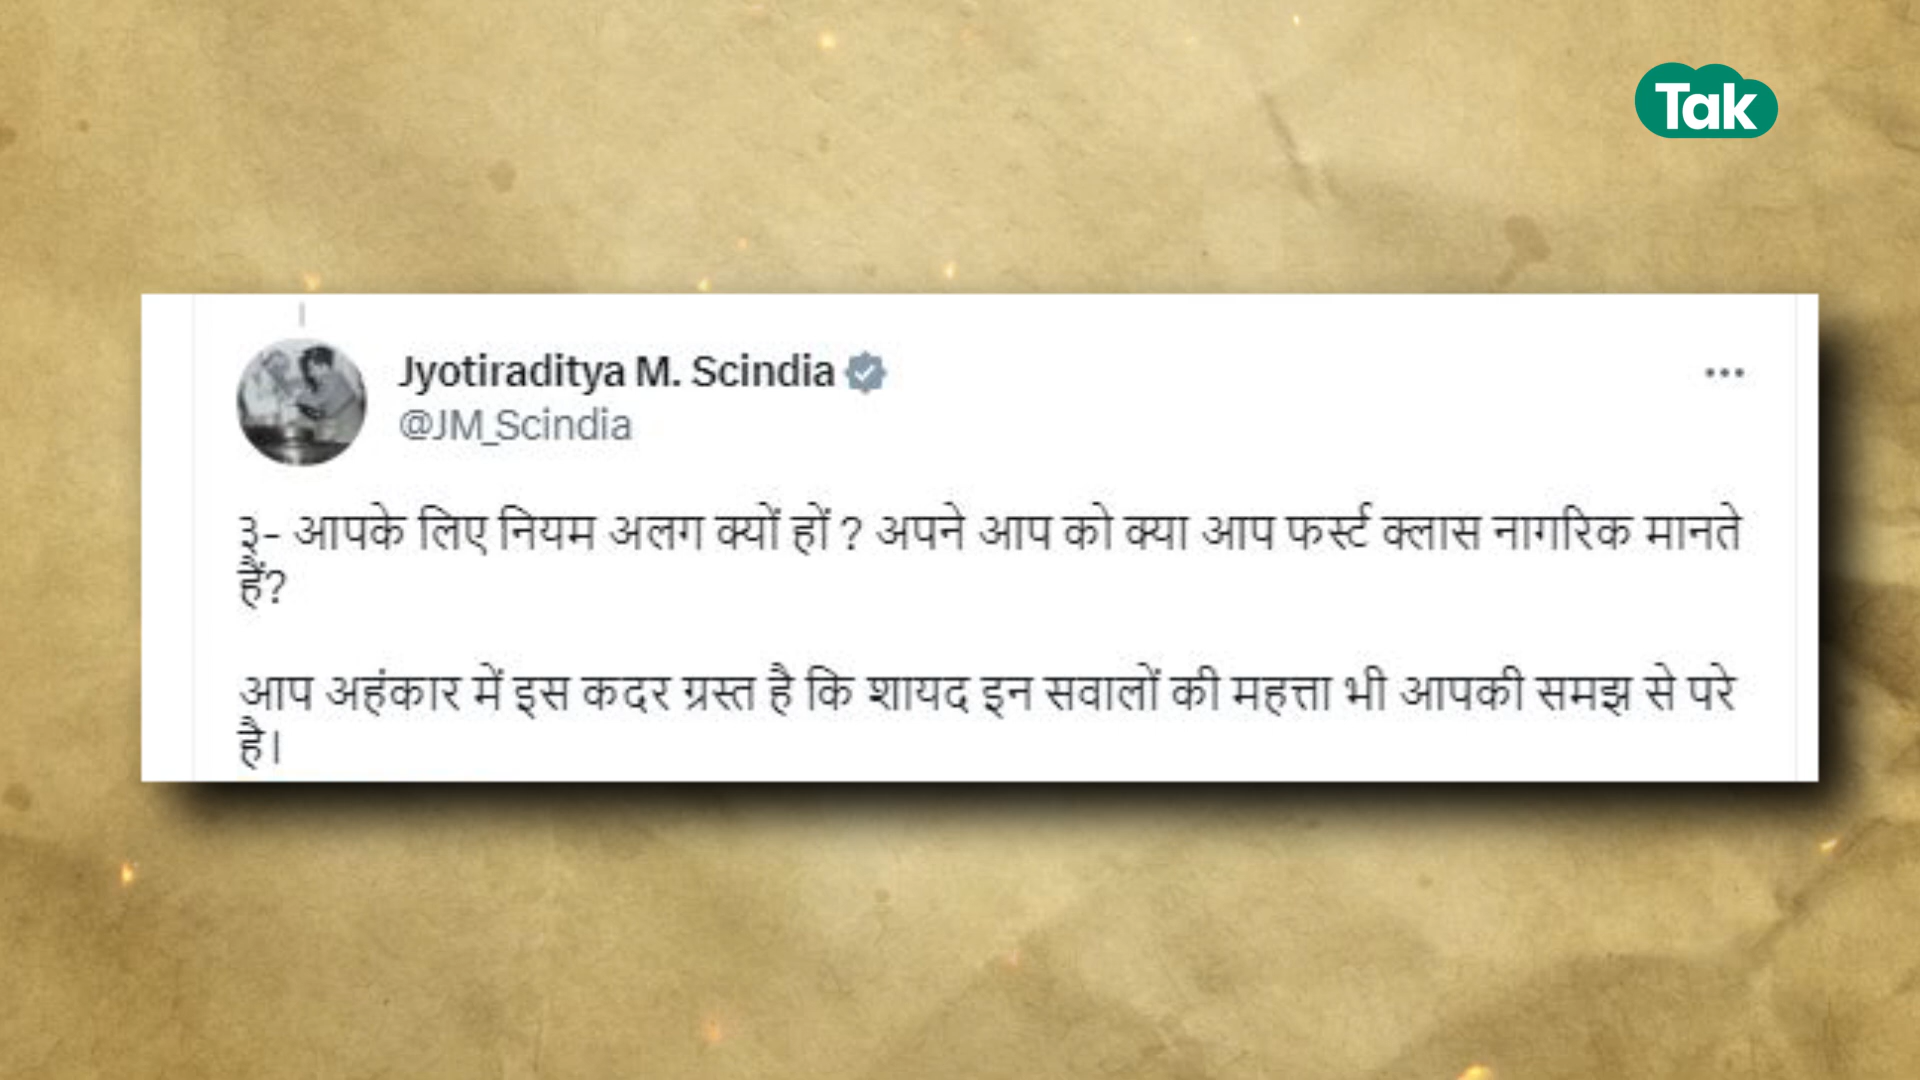 Tak
Jyotiraditya M. Scindia
@JM_Scindia
३- आपके लिए नियम अलग क्यों हों ? अपने आप को क्या आप फर्स्ट क्लास नागरिक मानते
हैं?
आप अहंकार में इस कदर ग्रस्त है कि शायद इन सवालों की महत्ता भी आपकी समझ से परे
है।